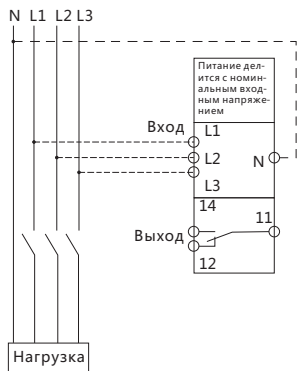 N L1 L2 L3
Питание дел-
ится с номин-
альным вход-
ным напряже-
нием
Вход
L1
L2
N
L3
14
11
Выход
12
Нагрузка